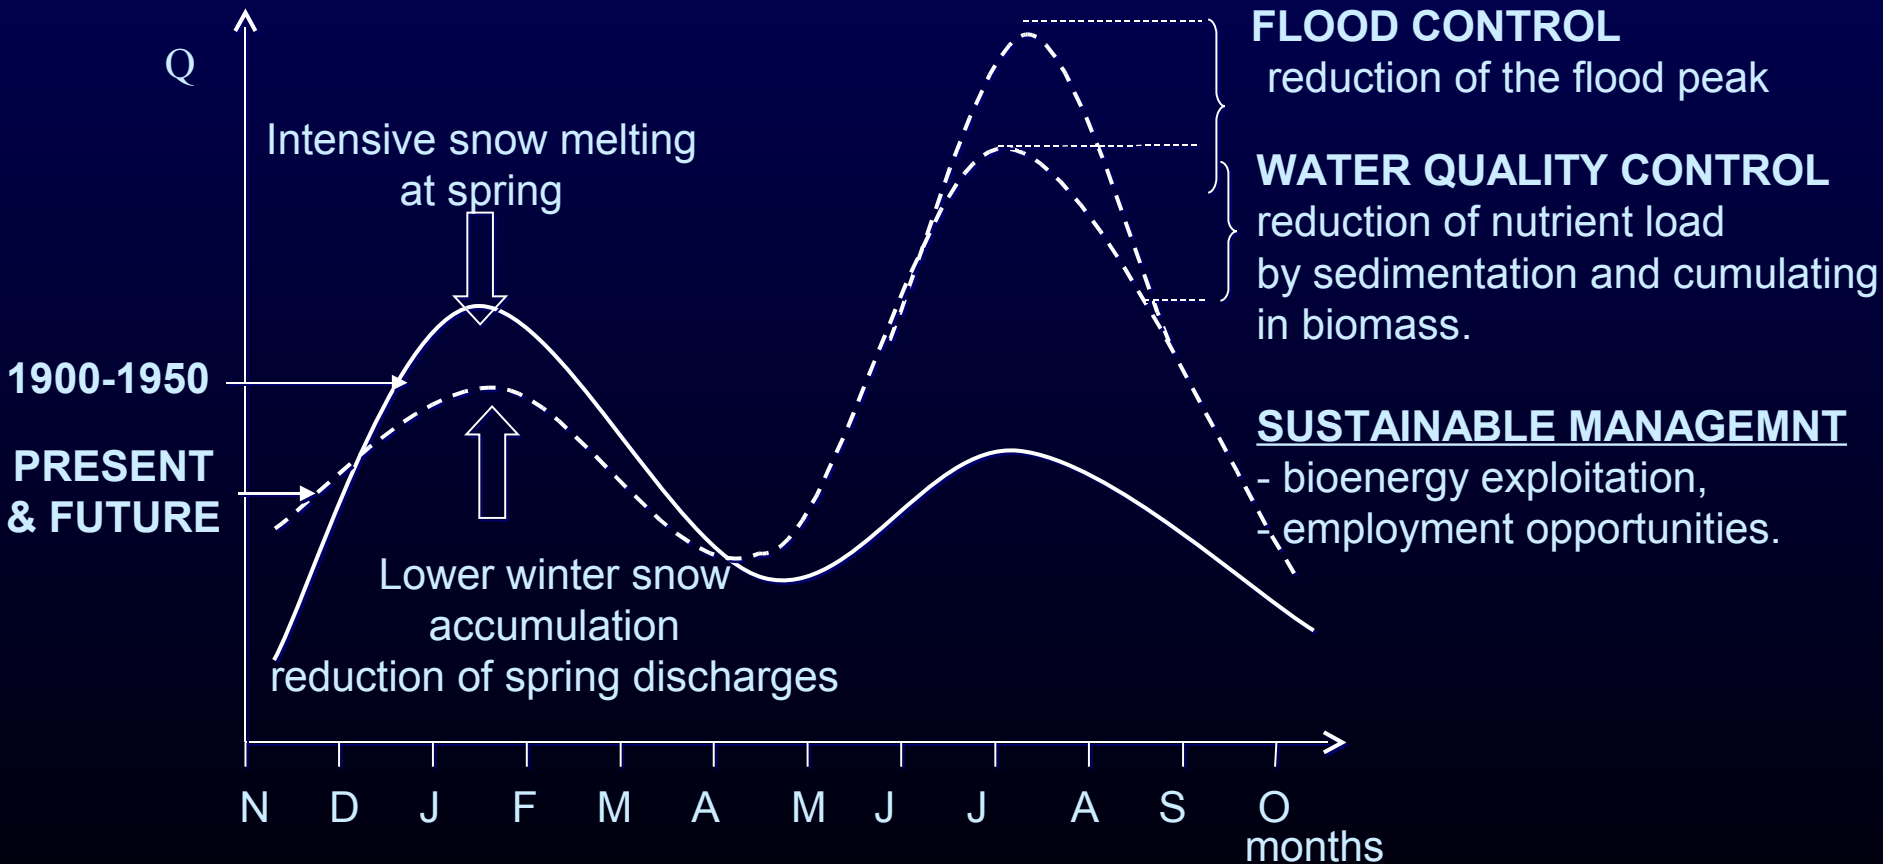 Q
Intensive snow melting
at spring
1900-1950
PRESENT
& FUTURE
Lower winter snow
accumulation
reduction of spring discharges
FLOOD CONTROL
reduction of the flood peak
WATER QUALITY CONTROL
reduction of nutrient load
by sedimentation and cumulating
in biomass.
SUSTAINABLE MANAGEMNT
- bioenergy exploitation,
- employment opportunities.
N D J F M A M J J A S O
months